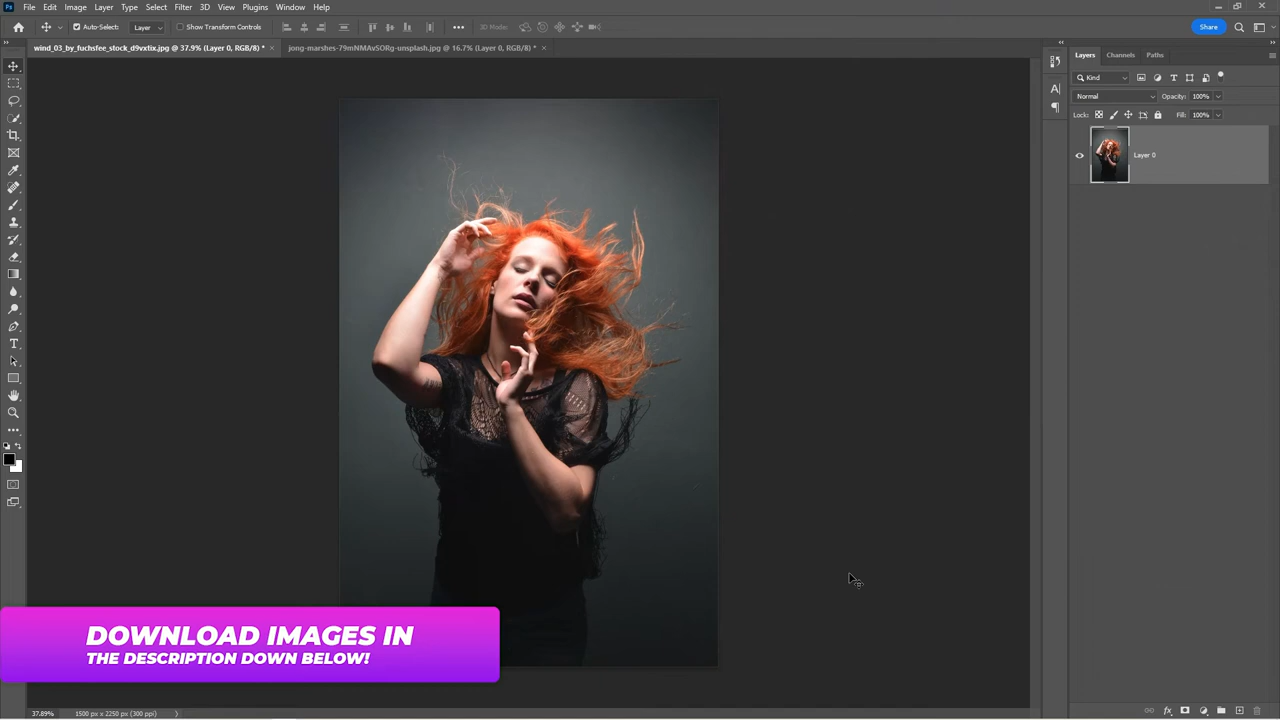 Ps File Edit Image Layer Type Select Filter 3D View Plugins Window Help
Auto-Select: Layer Show Transform Controls 3D Mode: Share
wind_03_by_fuchsfee_stock_d9vxtix.jpg @ 37.9% (Layer 0, RGB/8) * × jong-marshes-79mNMAvSORg-unsplash.jpg @ 16.7% (Layer 0, RGB/8) * ×
Layers Channels Paths
Kind
Normal Opacity: 100%
Lock: Fill: 100%
Layer 0
DOWNLOAD IMAGES IN
THE DESCRIPTION DOWN BELOW!
37.89% 1500 px x 2250 px (300 ppi)